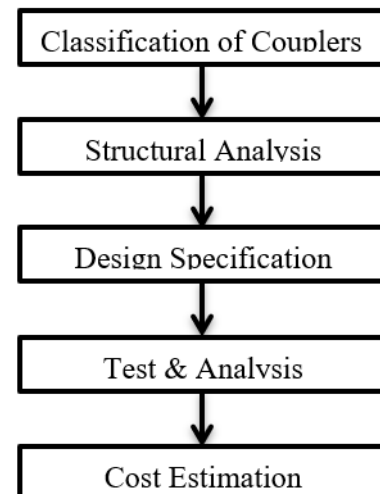 Classification of Couplers
Structural Analysis
Design Specification
Test & Analysis
Cost Estimation